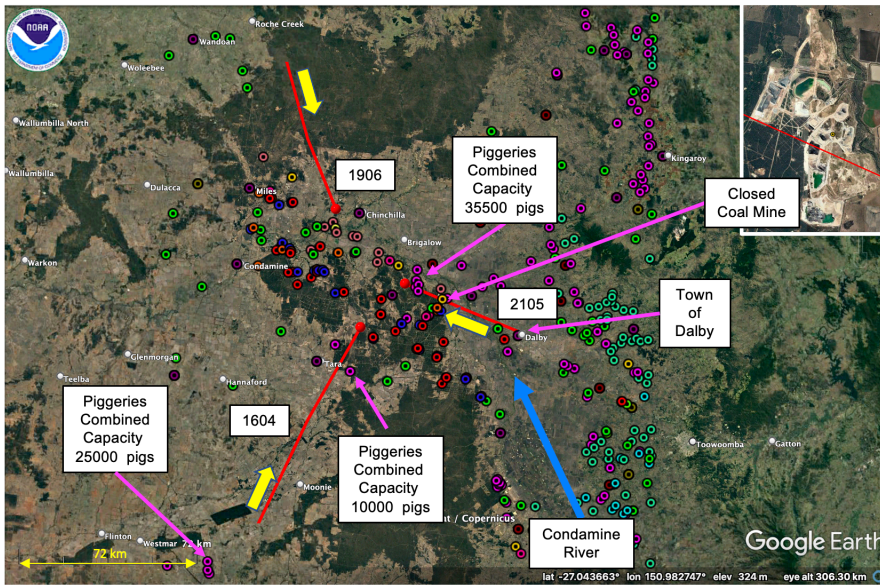 NOAA
Roche Creek
Wandoan
Woleebee
Wallumbilla North
Wallumbilla
Dulacca
Miles
1906
Chinchilla
Piggeries
Combined
Capacity
35500 pigs
Kingaroy
Closed
Coal Mine
Brigalow
Warkon
Condamine
2105
Town
of
Dalby
Dalby
Glenmorgan
Tara
Teelba
Hannaford
Piggeries
Combined
Capacity
25000 pigs
1604
Piggeries
Combined
Capacity
10000 pigs
Toowoomba
Gatton
Moonie
t / Copernicus
Condamine
River
Flinton
Westmar
72 km
72 km
Google Earth
lat -27.043663° lon 150.982747° elev 324 m eye alt 306.30 km